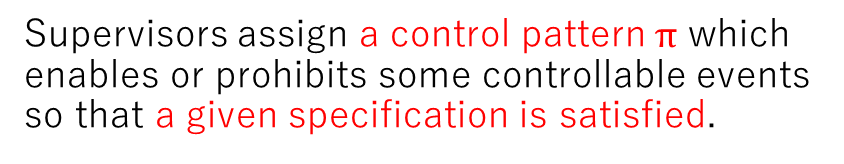 Supervisors assign a control pattern π which
enables or prohibits some controllable events
so that a given specification is satisfied.